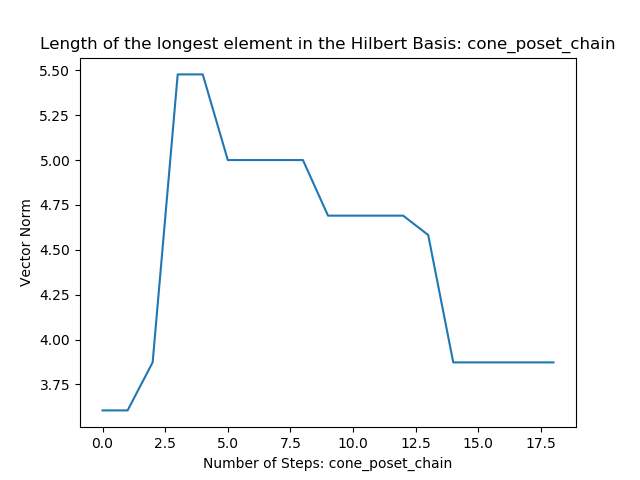 Length of the longest element in the Hilbert Basis: cone_poset_chain
5.50
5.25
5.00
4.75
4.50
4.25
4.00
3.75
Vector Norm
0.0 2.5 5.0 7.5 10.0 12.5 15.0 17.5
Number of Steps: cone_poset_chain